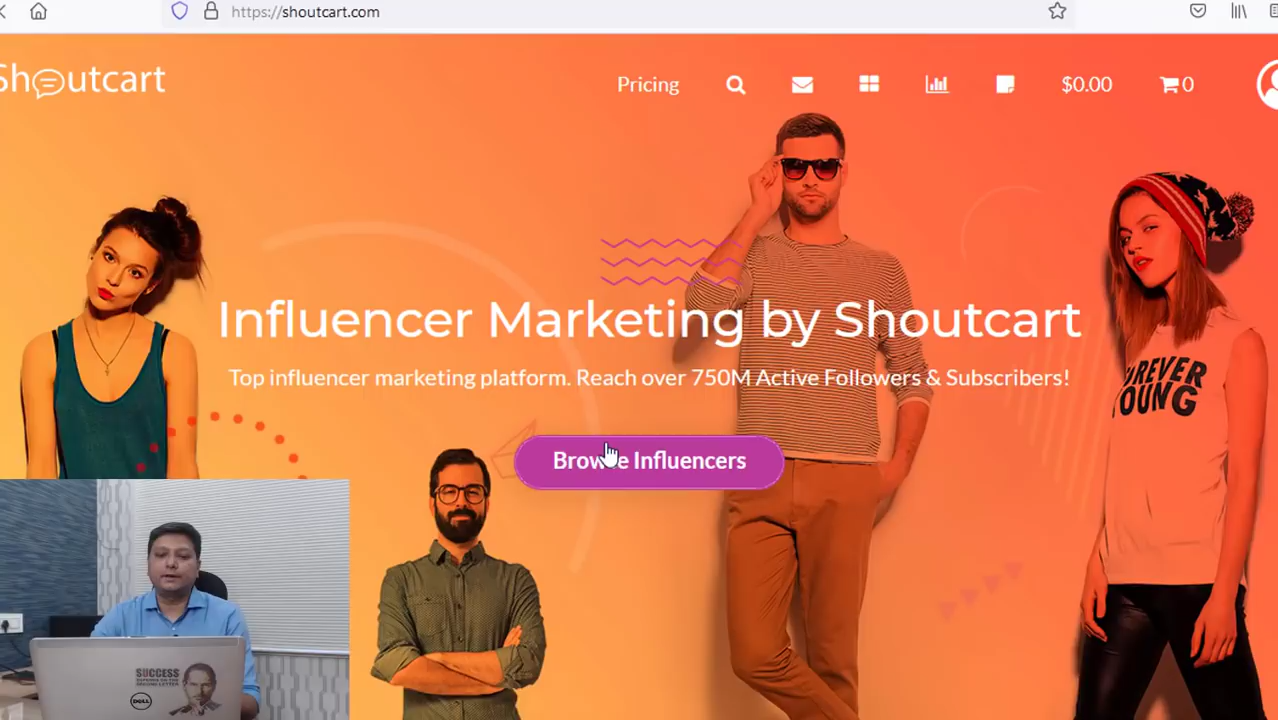 https://shoutcart.com
Shoutcart
Pricing
$0.00
0
Influencer Marketing by Shoutcart
Top influencer marketing platform. Reach over 750M Active Followers & Subscribers!
Browse Influencers
FOREVER
YOUNG
SUCCESS
DELL